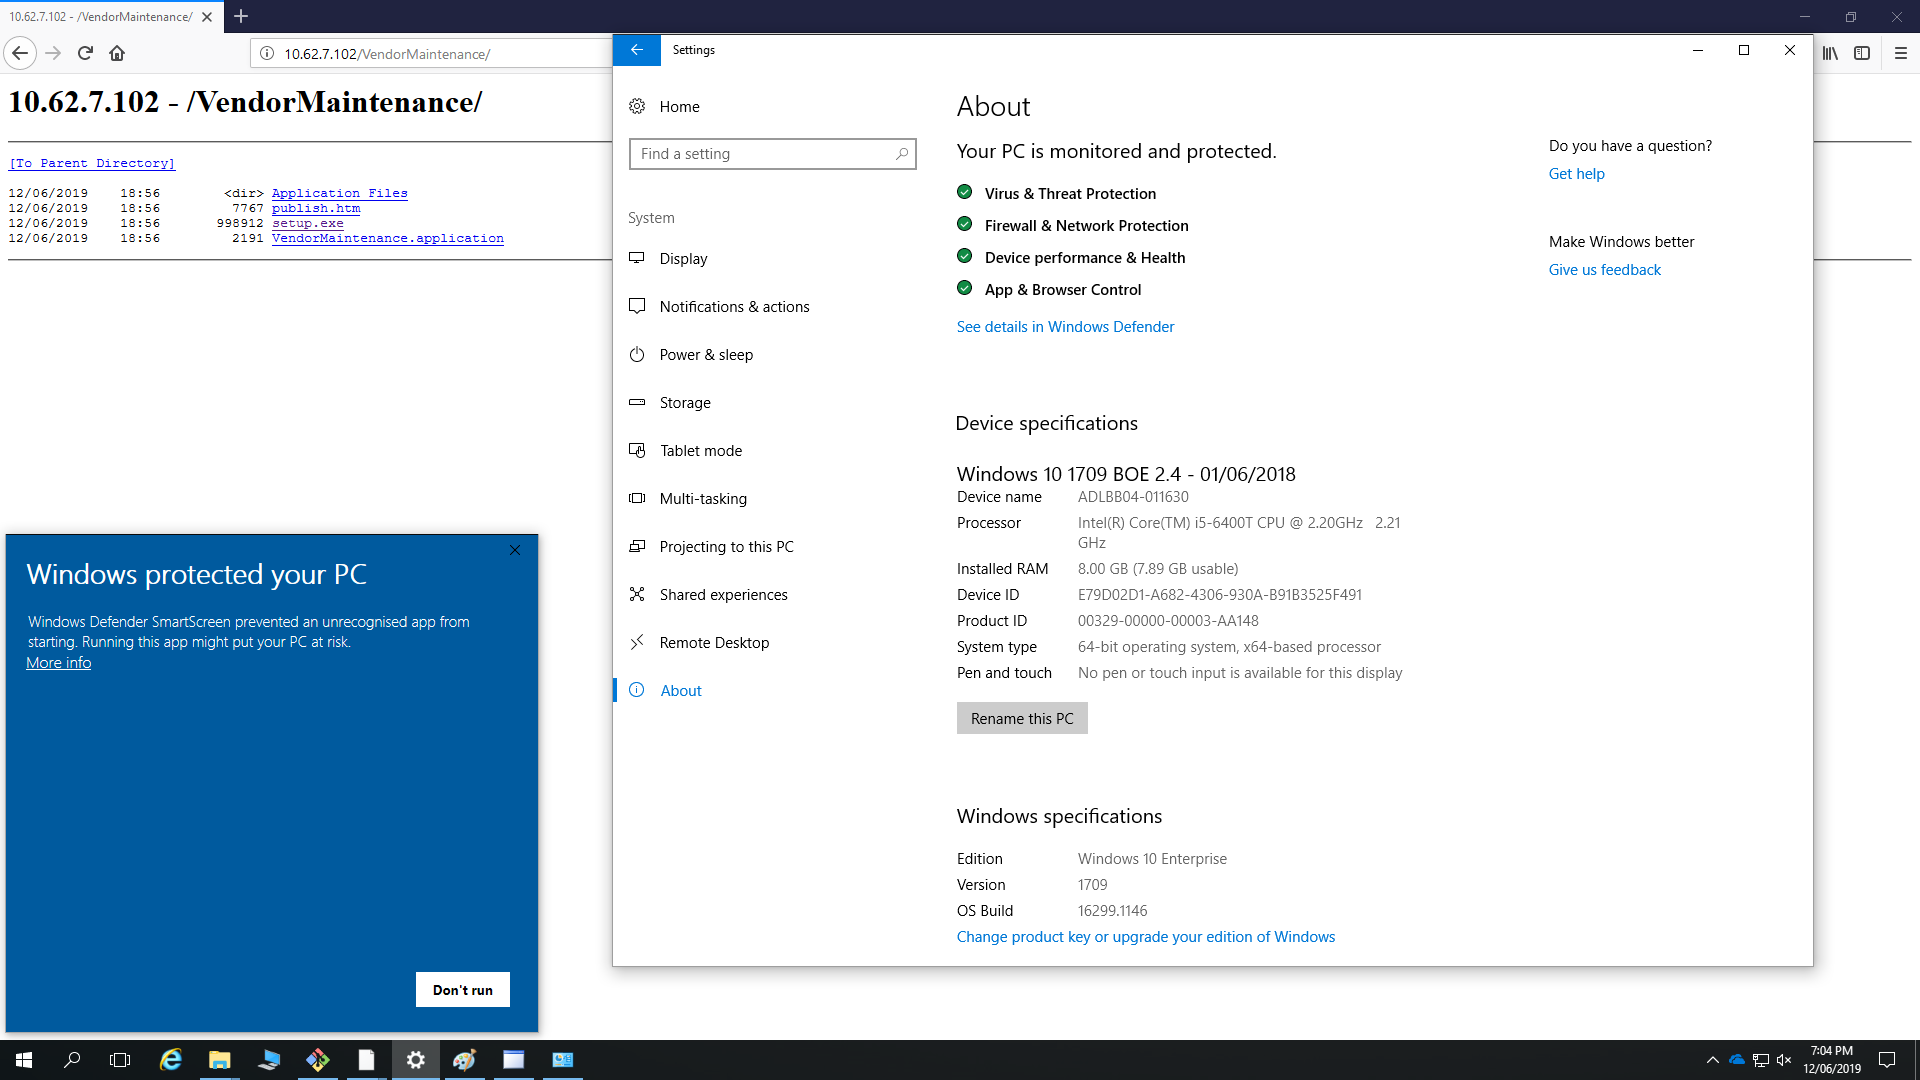 10.62.7.102 - /VendorMaintenance/
10.62.7.102/VendorMaintenance/
10.62.7.102 - /VendorMaintenance/
[To Parent Directory]
12/06/2019 18:56 <dir> Application Files
12/06/2019 18:56 7767 publish.htm
12/06/2019 18:56 998912 setup.exe
12/06/2019 18:56 2191 VendorMaintenance.application
Settings
Home
Find a setting
System
Display
Notifications & actions
Power & sleep
Storage
Tablet mode
Multi-tasking
Projecting to this PC
Shared experiences
Remote Desktop
About
About
Your PC is monitored and protected.
Virus & Threat Protection
Firewall & Network Protection
Device performance & Health
App & Browser Control
See details in Windows Defender
Device specifications
Windows 10 1709 BOE 2.4 - 01/06/2018
Device name ADLBB04-011630
Processor Intel(R) Core(TM) i5-6400T CPU @ 2.20GHz 2.21
GHz
Installed RAM 8.00 GB (7.89 GB usable)
Device ID E79D02D1-A682-4306-930A-B91B3525F491
Product ID 00329-00000-00003-AA148
System type 64-bit operating system, x64-based processor
Pen and touch No pen or touch input is available for this display
Rename this PC
Windows specifications
Edition Windows 10 Enterprise
Version 1709
OS Build 16299.1146
Change product key or upgrade your edition of Windows
Do you have a question?
Get help
Make Windows better
Give us feedback
Windows protected your PC
Windows Defender SmartScreen prevented an unrecognised app from
starting. Running this app might put your PC at risk.
More info
Don't run
7:04 PM
12/06/2019